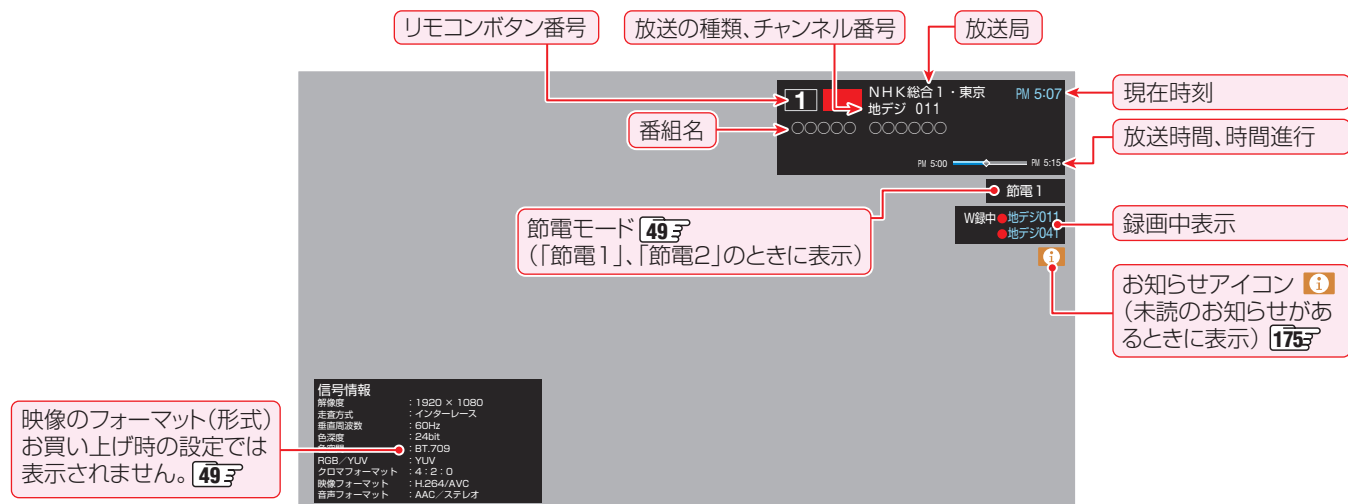 リモコンボタン番号
放送の種類、チャンネル番号
放送局
1
NHK総合1・東京
PM 5:07
地デジ 011
現在時刻
番組名
○○○○○ ○○○○○○
放送時間、時間進行
PM 5:00
PM 5:15
節電1
節電モード 49
(「節電1」、「節電2」のときに表示)
W録中●地デジ011
●地デジ041
録画中表示
お知らせアイコン
(未読のお知らせがあ
るときに表示) 175
映像のフォーマット(形式)
お買い上げ時の設定では
表示されません。 49
信号情報
解像度 :1920 × 1080
走査方式 :インターレース
垂直周波数 :60Hz
色深度 :24bit
:BT.709
RGB/YUV :YUV
クロマフォーマット :4:2:0
映像フォーマット :H.264/AVC
音声フォーマット :AAC/ステレオ